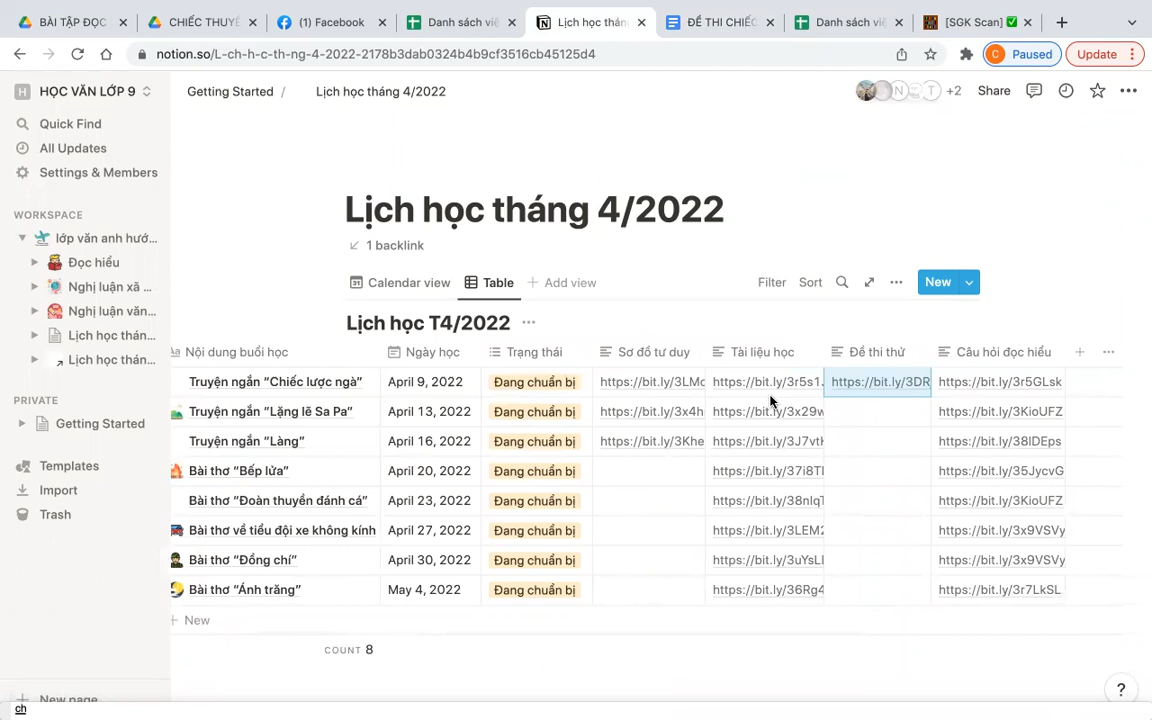 BÀI TẬP ĐỌC
CHIẾC THUYỀ
(1) Facebook
Danh sách việ
Lịch học thán
ĐỀ THI CHIẾC
Danh sách việ
[SGK Scan] ✅
notion.so/L-ch-h-c-th-ng-4-2022-2178b3dab0324b4b9cf3516cb45125d4
C Paused
Update
H HỌC VĂN LỚP 9
Getting Started / Lịch học tháng 4/2022
N T +2 Share
Quick Find
All Updates
Settings & Members
WORKSPACE
lớp văn anh hướ...
Đọc hiểu
Nghị luận xã ...
Nghị luận văn...
Lịch học thán...
Lịch học thán...
PRIVATE
Getting Started
Templates
Import
Trash
New page
ch
Lịch học tháng 4/2022
1 backlink
Calendar view Table Add view Filter Sort New
Lịch học T4/2022
Aa Nội dung buổi học Ngày học Trạng thái Sơ đồ tư duy Tài liệu học Đề thi thử Câu hỏi đọc hiểu
Truyện ngắn “Chiếc lược ngà” April 9, 2022 Đang chuẩn bị https://bit.ly/3LMc https://bit.ly/3r5s1. https://bit.ly/3DR https://bit.ly/3r5GLsk
Truyện ngắn “Lặng lẽ Sa Pa” April 13, 2022 Đang chuẩn bị https://bit.ly/3x4h https://bit.ly/3x29w https://bit.ly/3KioUFZ
Truyện ngắn “Làng” April 16, 2022 Đang chuẩn bị https://bit.ly/3Khe https://bit.ly/3J7vt https://bit.ly/38lDEps
Bài thơ “Bếp lửa” April 20, 2022 Đang chuẩn bị https://bit.ly/37i8Tl https://bit.ly/35JycvG
Bài thơ “Đoàn thuyền đánh cá” April 23, 2022 Đang chuẩn bị https://bit.ly/38nlq https://bit.ly/3KioUFZ
Bài thơ về tiểu đội xe không kính April 27, 2022 Đang chuẩn bị https://bit.ly/3LEM2 https://bit.ly/3x9VSVy
Bài thơ “Đồng chí” April 30, 2022 Đang chuẩn bị https://bit.ly/3uYsLl https://bit.ly/3x9VSVy
Bài thơ “Ánh trăng” May 4, 2022 Đang chuẩn bị https://bit.ly/36Rg4 https://bit.ly/3r7LkSL
New
COUNT 8
?